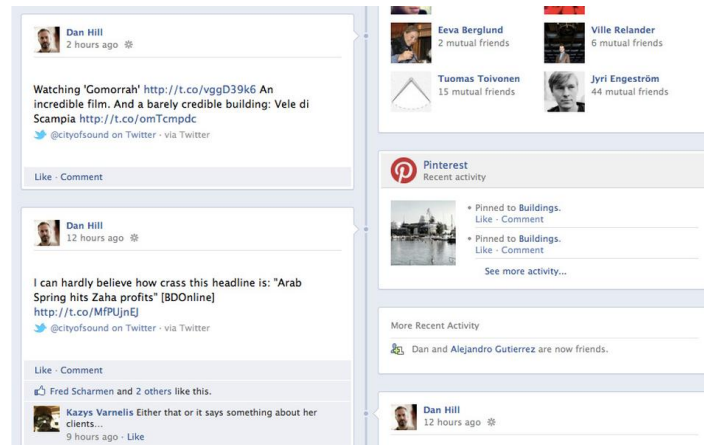 Dan Hill
2 hours ago
Watching 'Gomorrah' http://t.co/vggD39k6 An
incredible film. And a barely credible building: Vele di
Scampia http://t.co/omTcmpdc
@cityofsound on Twitter · via Twitter
Like · Comment
Dan Hill
12 hours ago
I can hardly believe how crass this headline is: "Arab
Spring hits Zaha profits" [BDOnline]
http://t.co/MfPUjnEJ
@cityofsound on Twitter · via Twitter
Like · Comment
Fred Scharmen and 2 others like this.
Kazys Varnelis Either that or it says something about her
clients...
9 hours ago · Like
Eeva Berglund
2 mutual friends
Ville Relander
6 mutual friends
Tuomas Toivonen
15 mutual friends
Jyri Engeström
44 mutual friends
Pinterest
Recent activity
• Pinned to Buildings.
Like · Comment
• Pinned to Buildings.
Like · Comment
See more activity...
More Recent Activity
Dan and Alejandro Gutierrez are now friends.
Dan Hill
12 hours ago